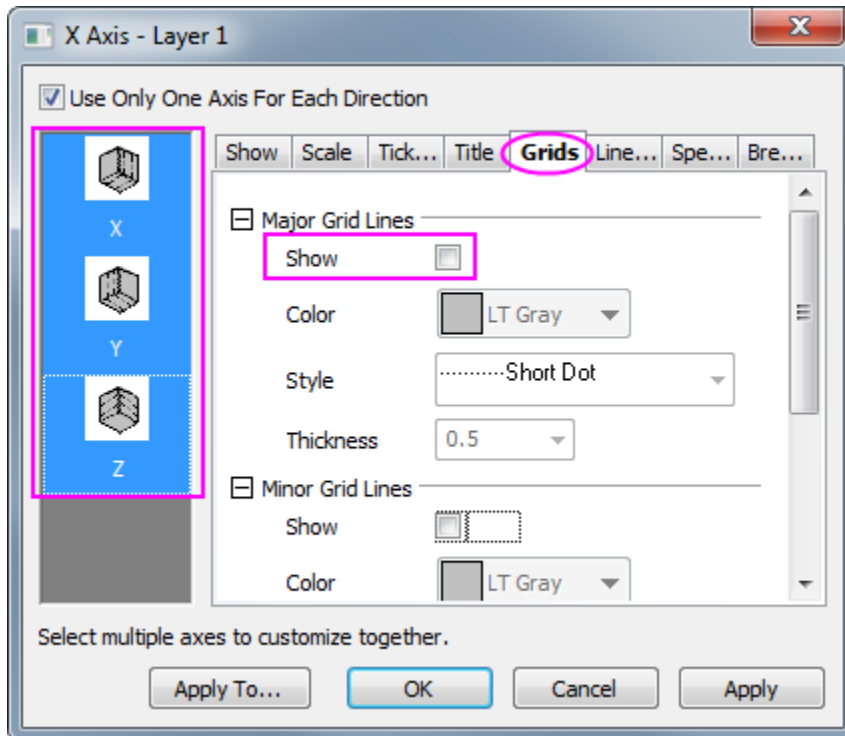 X Axis - Layer 1
Use Only One Axis For Each Direction
Show Scale Tick... Title Grids Line... Spe... Bre...
X
Y
Z
Major Grid Lines
Show
Color LT Gray
Style Short Dot
Thickness 0.5
Minor Grid Lines
Show
Color LT Gray
Select multiple axes to customize together.
Apply To... OK Cancel Apply